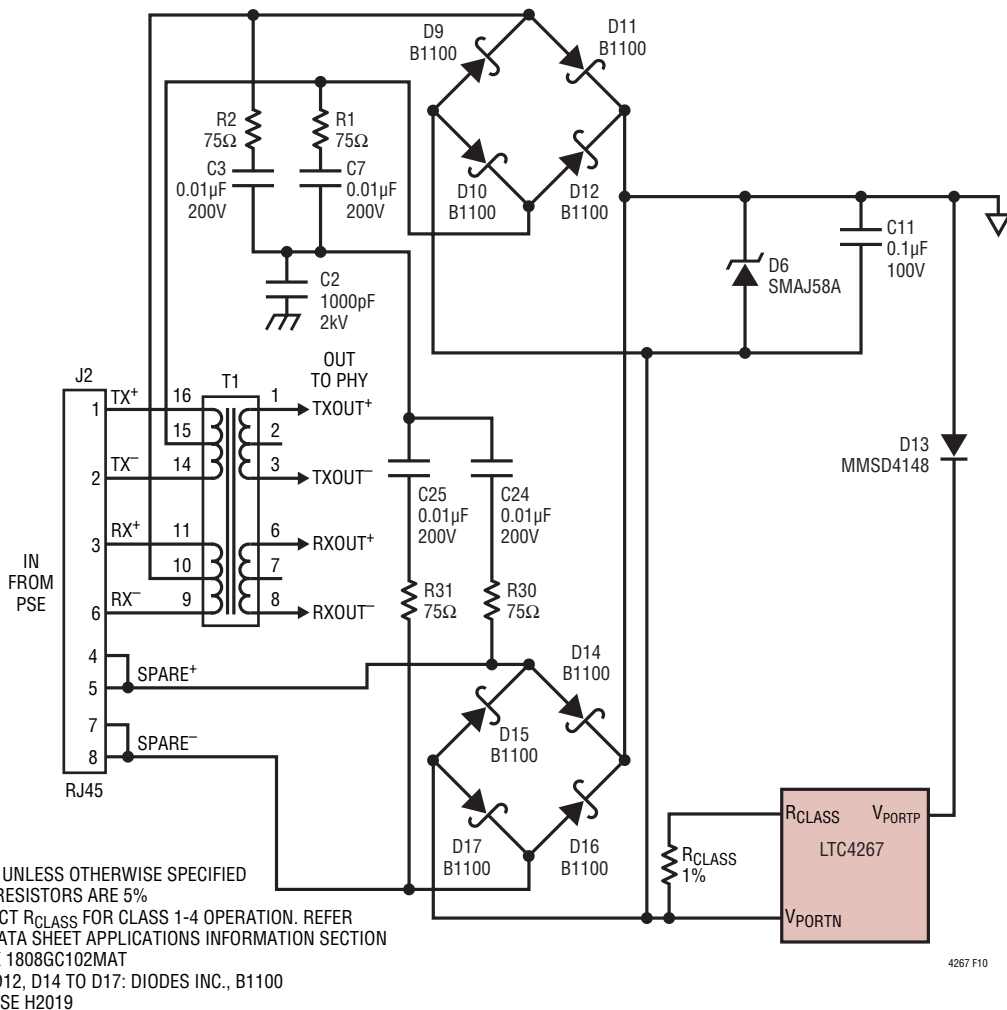 D9
B1100
D11
B1100
R2
75Ω
R1
75Ω
C3
0.01µF
200V
C7
0.01µF
200V
D10
B1100
D12
B1100
C11
0.1µF
100V
D6
SMAJ58A
C2
1000pF
2kV
OUT
TO PHY
J2
T1
1 TX+ 16 1 TXOUT+
15 2
2 TX− 14 3 TXOUT−
3 RX+ 11 6 RXOUT+
10 7
6 RX− 9 8 RXOUT−
IN
FROM
PSE
4
5 SPARE+
7
8 SPARE−
RJ45
D13
MMSD4148
C25
0.01µF
200V
C24
0.01µF
200V
R31
75Ω
R30
75Ω
D14
B1100
D15
B1100
D17
B1100
D16
B1100
RCLASS
1%
RCLASS VPORTP
LTC4267
VPORTN
UNLESS OTHERWISE SPECIFIED
RESISTORS ARE 5%
CT RCLASS FOR CLASS 1-4 OPERATION. REFER
ATA SHEET APPLICATIONS INFORMATION SECTION
1808GC102MAT
D12, D14 TO D17: DIODES INC., B1100
SE H2019
4267 F10